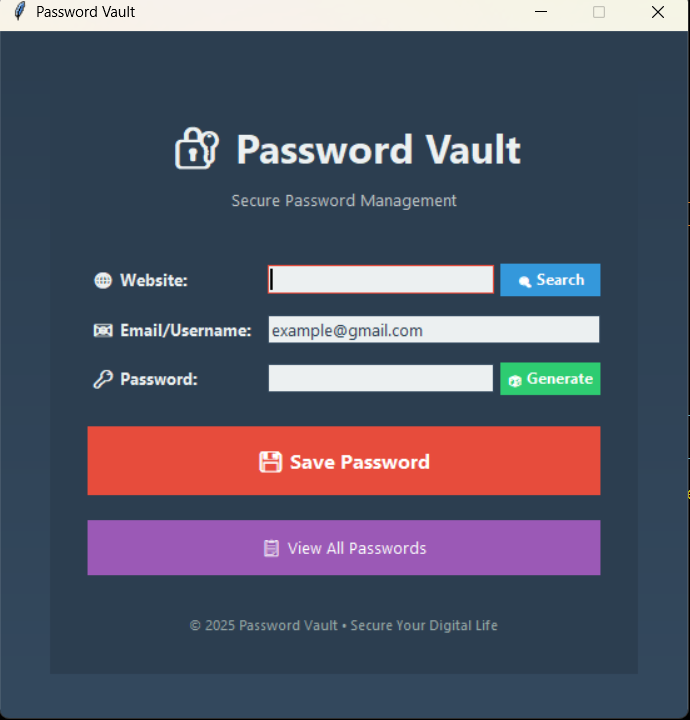 Password Vault
Password Vault
Secure Password Management
Website:
Search
Email/Username:
example@gmail.com
Password:
Generate
Save Password
View All Passwords
© 2025 Password Vault • Secure Your Digital Life